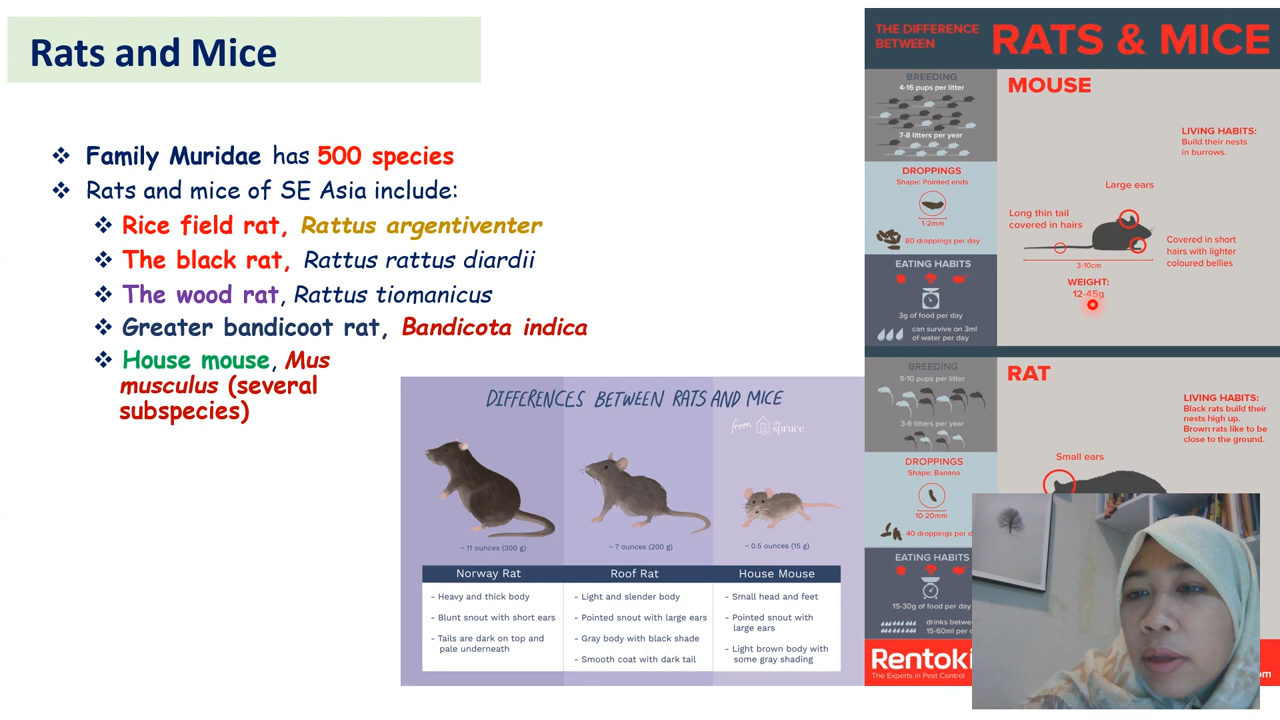 Rats and Mice
Family Muridae has 500 species
Rats and mice of SE Asia include:
Rice field rat, Rattus argentiventer
The black rat, Rattus rattus diardii
The wood rat, Rattus tiomanicus
Greater bandicoot rat, Bandicota indica
House mouse, Mus
musculus (several
subspecies)
DIFFERENCES BETWEEN RATS AND MICE
from The spruce
~ 11 ounces (300 g)
~ 7 ounces (200 g)
~ 0.5 ounces (15 g)
Norway Rat
- Heavy and thick body
- Blunt snout with short ears
- Tails are dark on top and
pale underneath
Roof Rat
- Light and slender body
- Pointed snout with large ears
- Gray body with black shade
- Smooth coat with dark tail
House Mouse
- Small head and feet
- Pointed snout with
large ears
- Light brown body with
some gray shading
THE DIFFERENCE
BETWEEN
RATS & MICE
BREEDING
4-16 pups per litter
7-8 litters per year
DROPPINGS
Shape: Pointed ends
1-2mm
80 droppings per day
EATING HABITS
3g of food per day
can survive on 3ml
of water per day
MOUSE
LIVING HABITS:
Build their nests
in burrows.
Large ears
Long thin tail
covered in hairs
Covered in short
hairs with lighter
coloured bellies
3-10cm
WEIGHT:
12-45g
BREEDING
5-10 pups per litter
3-6 litters per year
DROPPINGS
Shape: Banana
10-20mm
40 droppings per d
EATING HABITS
15-30g of food per day
drinks betwe
15-60ml per d
RAT
LIVING HABITS:
Black rats build their
nests high up.
Brown rats like to be
close to the ground.
Small ears
Rentoki
The Experts in Pest Control
om